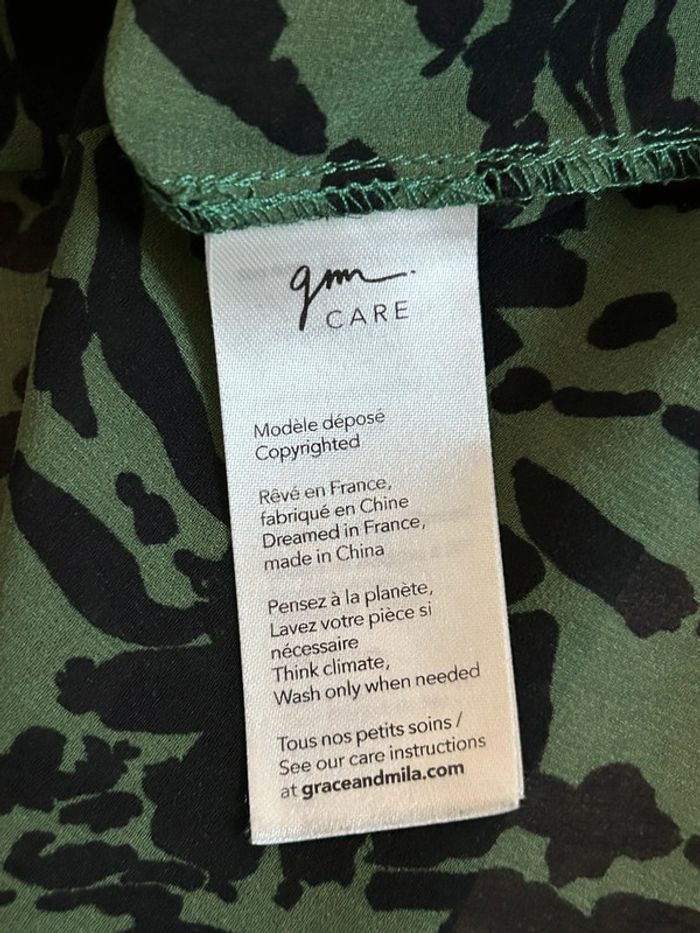 gm.
CARE
Modèle déposé
Copyrighted
Rêvé en France,
fabriqué en Chine
Dreamed in France,
made in China
Pensez à la planète,
Lavez votre pièce si
nécessaire
Think climate,
Wash only when needed
Tous nos petits soins /
See our care instructions
at graceandmila.com